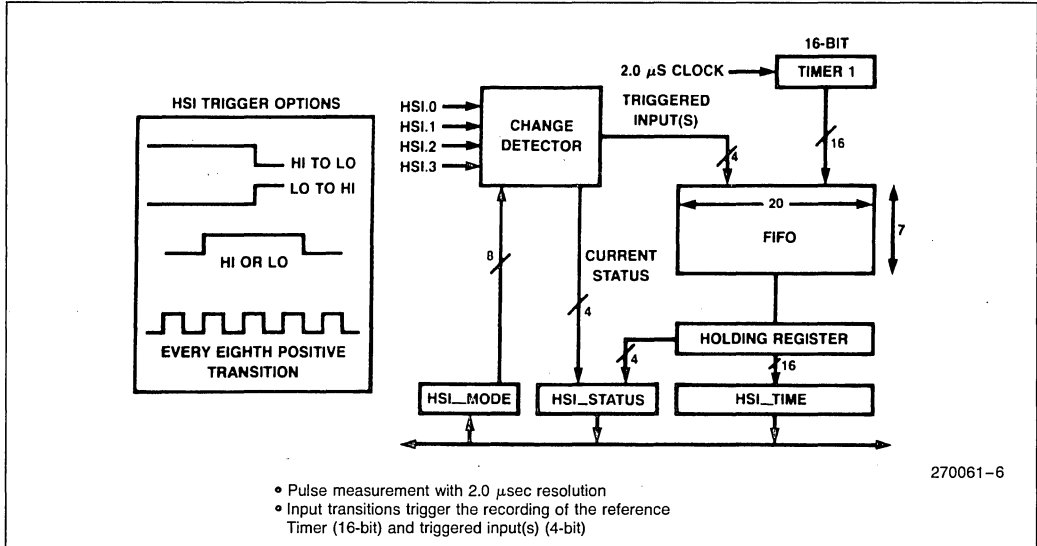 HSI TRIGGER OPTIONS
HI TO LO
LO TO HI
HI OR LO
EVERY EIGHTH POSITIVE
TRANSITION
16-BIT
TIMER 1
2.0 μS CLOCK
HSI.0
HSI.1
HSI.2
HSI.3
CHANGE
DETECTOR
TRIGGERED
INPUT(S)
4
16
20
FIFO
7
8
CURRENT
STATUS
4
HOLDING REGISTER
4
16
HSI_MODE
HSI_STATUS
HSI_TIME
270061–6
• Pulse measurement with 2.0 μsec resolution
• Input transitions trigger the recording of the reference
Timer (16-bit) and triggered input(s) (4-bit)